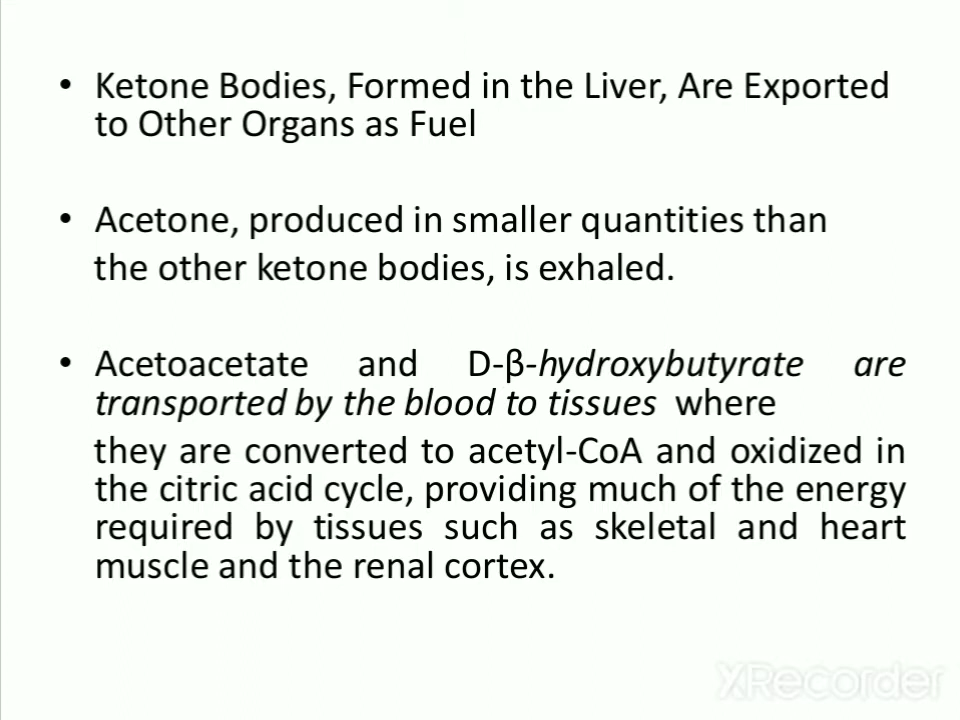 • Ketone Bodies, Formed in the Liver, Are Exported
to Other Organs as Fuel
• Acetone, produced in smaller quantities than
the other ketone bodies, is exhaled.
• Acetoacetate and D-β-hydroxybutyrate are
transported by the blood to tissues where
they are converted to acetyl-CoA and oxidized in
the citric acid cycle, providing much of the energy
required by tissues such as skeletal and heart
muscle and the renal cortex.
XRecorder